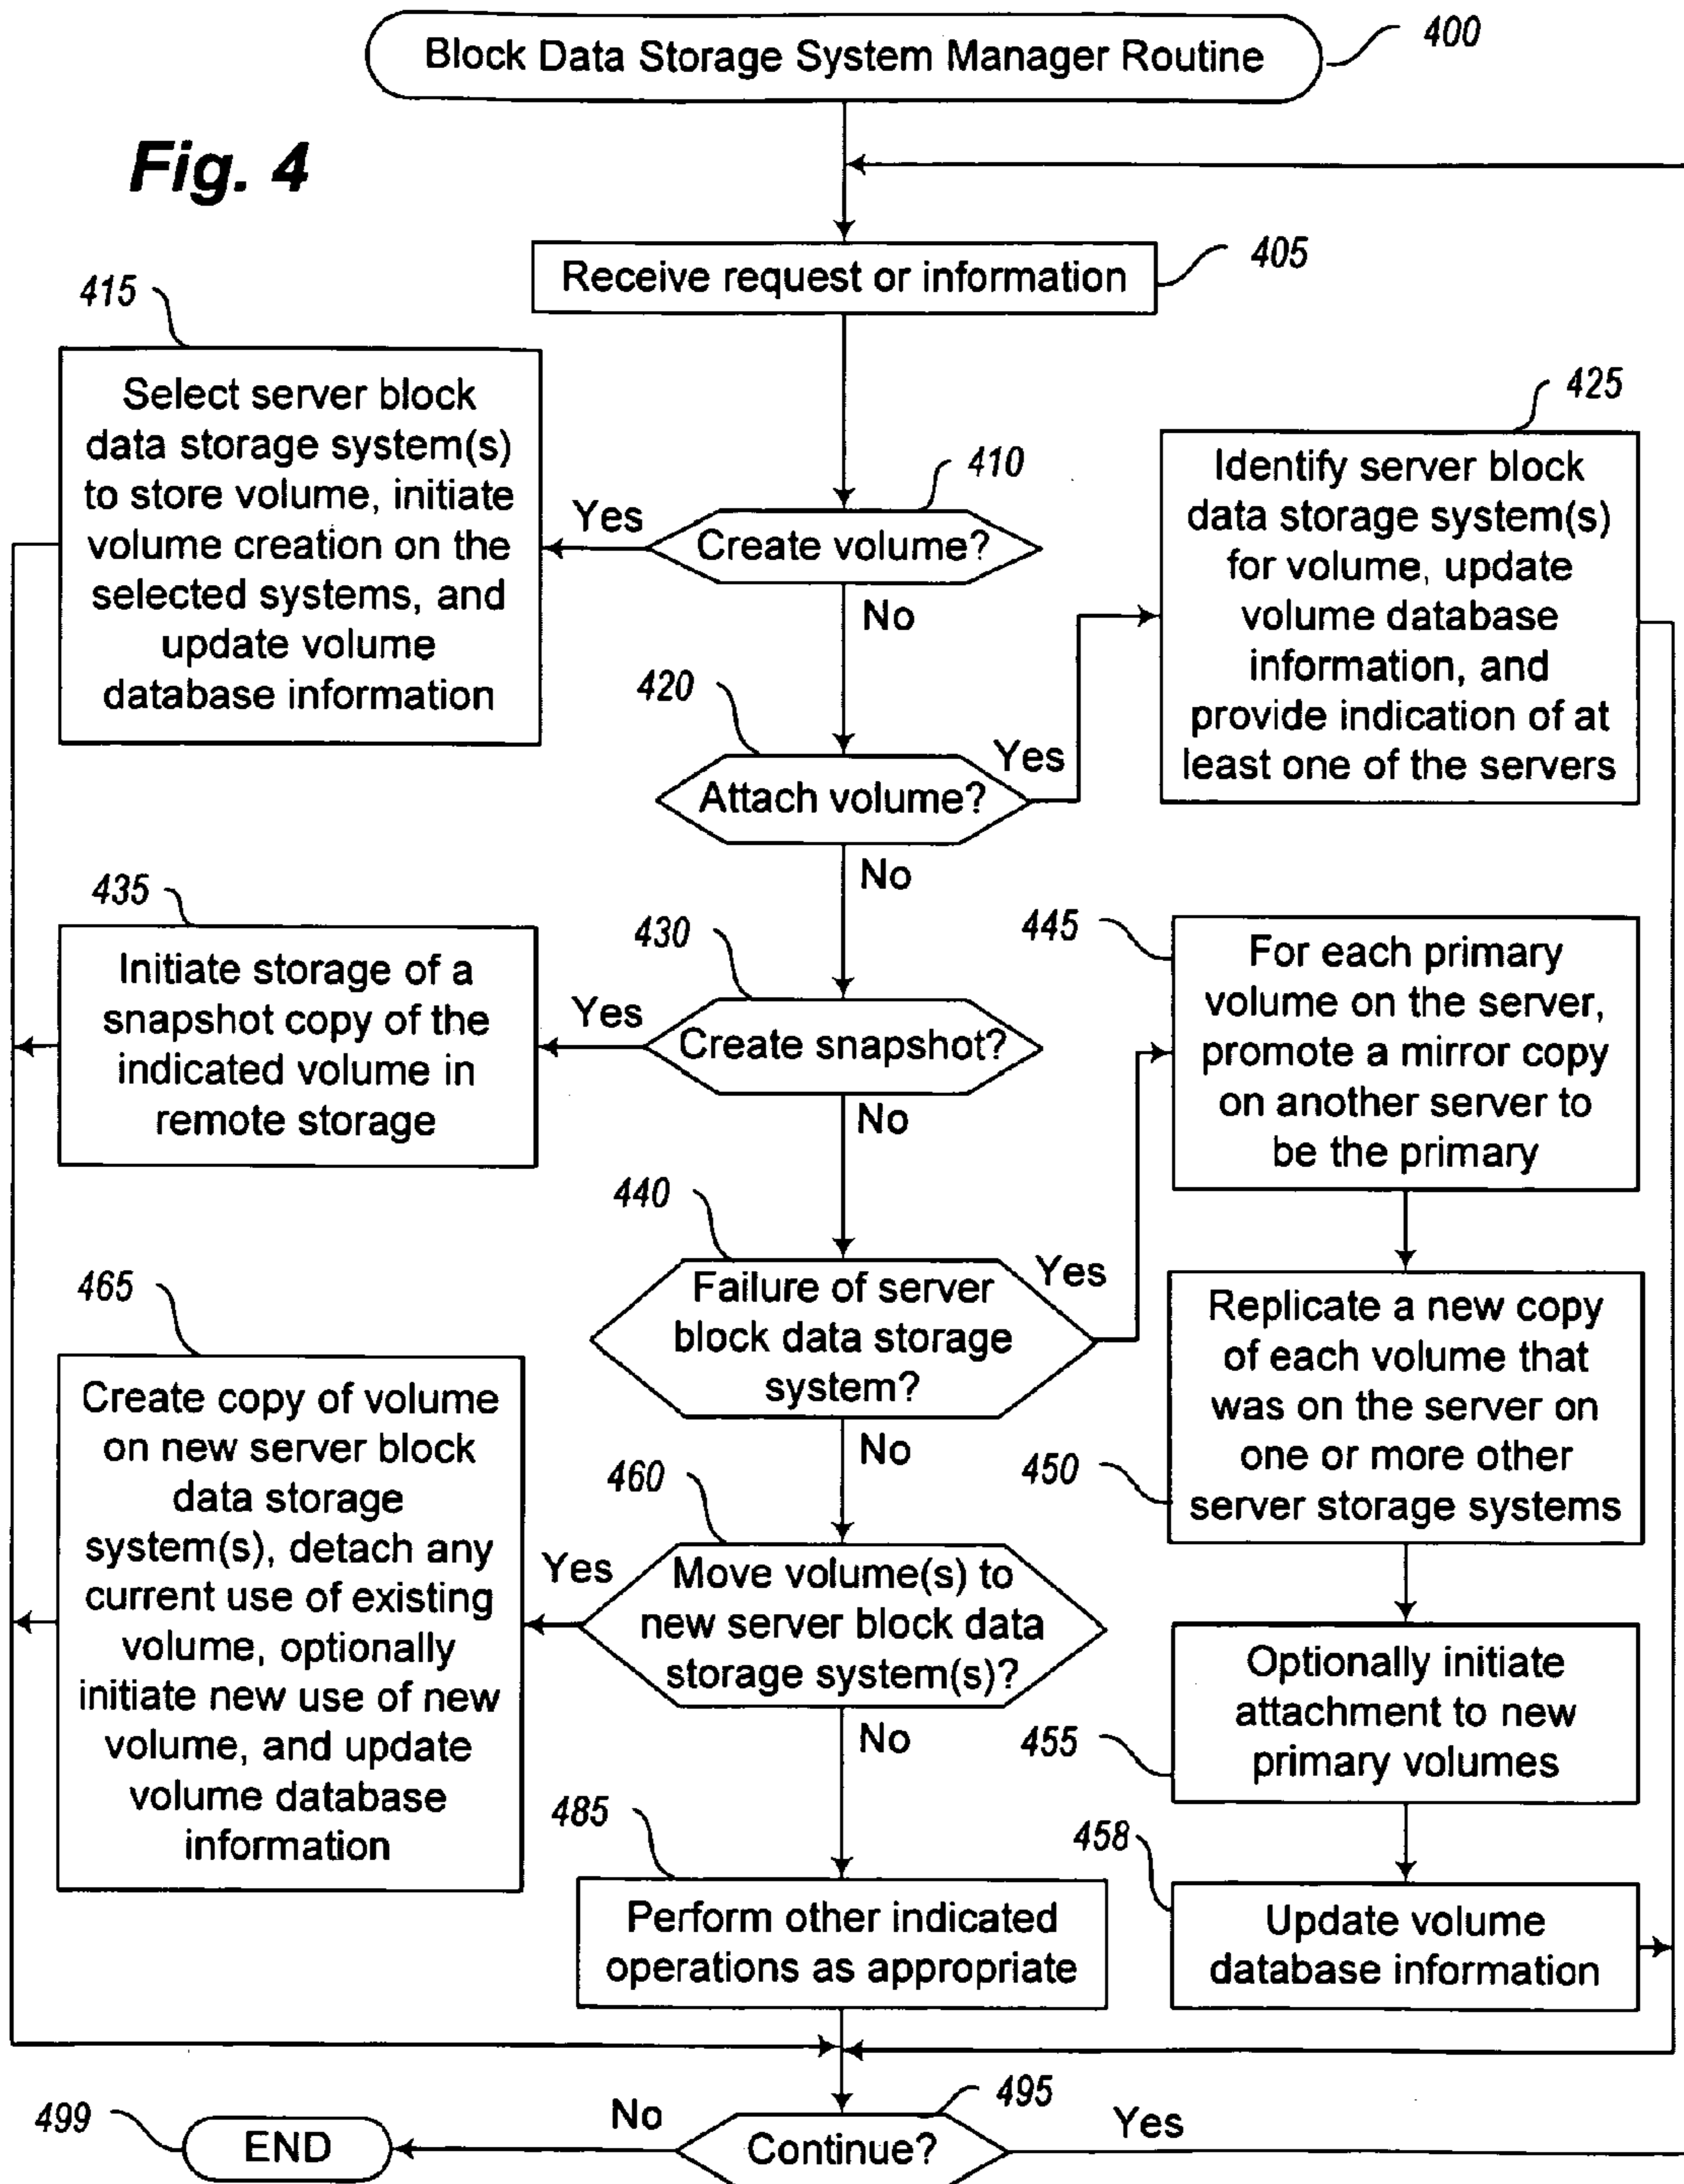 Block Data Storage System Manager Routine
400
Fig. 4
Receive request or information
405
415
Select server block
data storage system(s)
to store volume, initiate
volume creation on the
selected systems, and
update volume
database information
410
Create volume?
Yes
No
425
Identify server block
data storage system(s)
for volume, update
volume database
information, and
provide indication of at
least one of the servers
420
Attach volume?
Yes
No
435
Initiate storage of a
snapshot copy of the
indicated volume in
remote storage
430
Create snapshot?
Yes
No
445
For each primary
volume on the server,
promote a mirror copy
on another server to
be the primary
440
Failure of server
block data storage
system?
Yes
No
450
Replicate a new copy
of each volume that
was on the server on
one or more other
server storage systems
465
Create copy of volume
on new server block
data storage
system(s), detach any
current use of existing
volume, optionally
initiate new use of new
volume, and update
volume database
information
460
Move volume(s) to
new server block data
storage system(s)?
Yes
No
455
Optionally initiate
attachment to new
primary volumes
485
Perform other indicated
operations as appropriate
458
Update volume
database information
495
Continue?
No
Yes
499
END